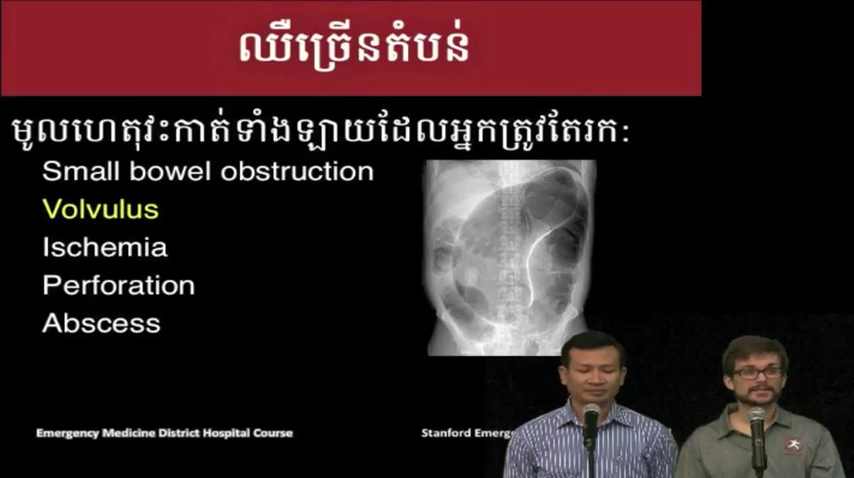 ឈឺច្រើនតំបន់
មូលហេតុវះកាត់ទាំងឡាយដែលអ្នកត្រូវតែរក:
Small bowel obstruction
Volvulus
Ischemia
Perforation
Abscess
Emergency Medicine District Hospital Course
Stanford Emerg